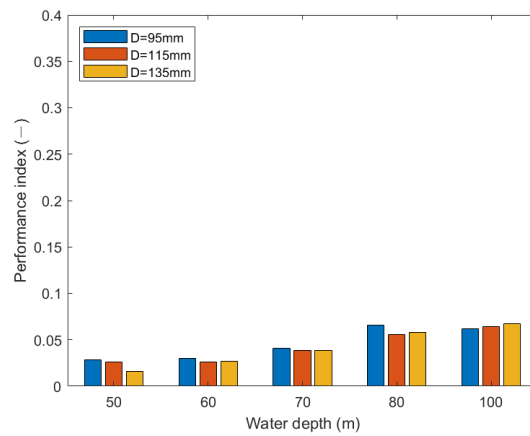 0.4
0.35
0.3
0.25
0.2
0.15
0.1
0.05
0
Performance index (—)
D=95mm
D=115mm
D=135mm
50 60 70 80 100
Water depth (m)